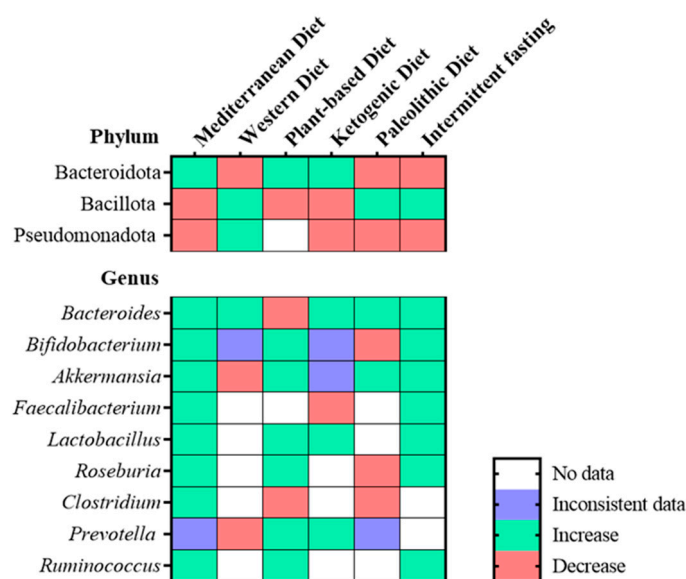 Mediterranean Diet
Western Diet
Plant-based Diet
Ketogenic Diet
Paleolithic Diet
Intermittent fasting
Phylum
Bacteroidota
Bacillota
Pseudomonadota
Genus
Bacteroides
Bifidobacterium
Akkermansia
Faecalibacterium
Lactobacillus
Roseburia
Clostridium
Prevotella
Ruminococcus
No data
Inconsistent data
Increase
Decrease